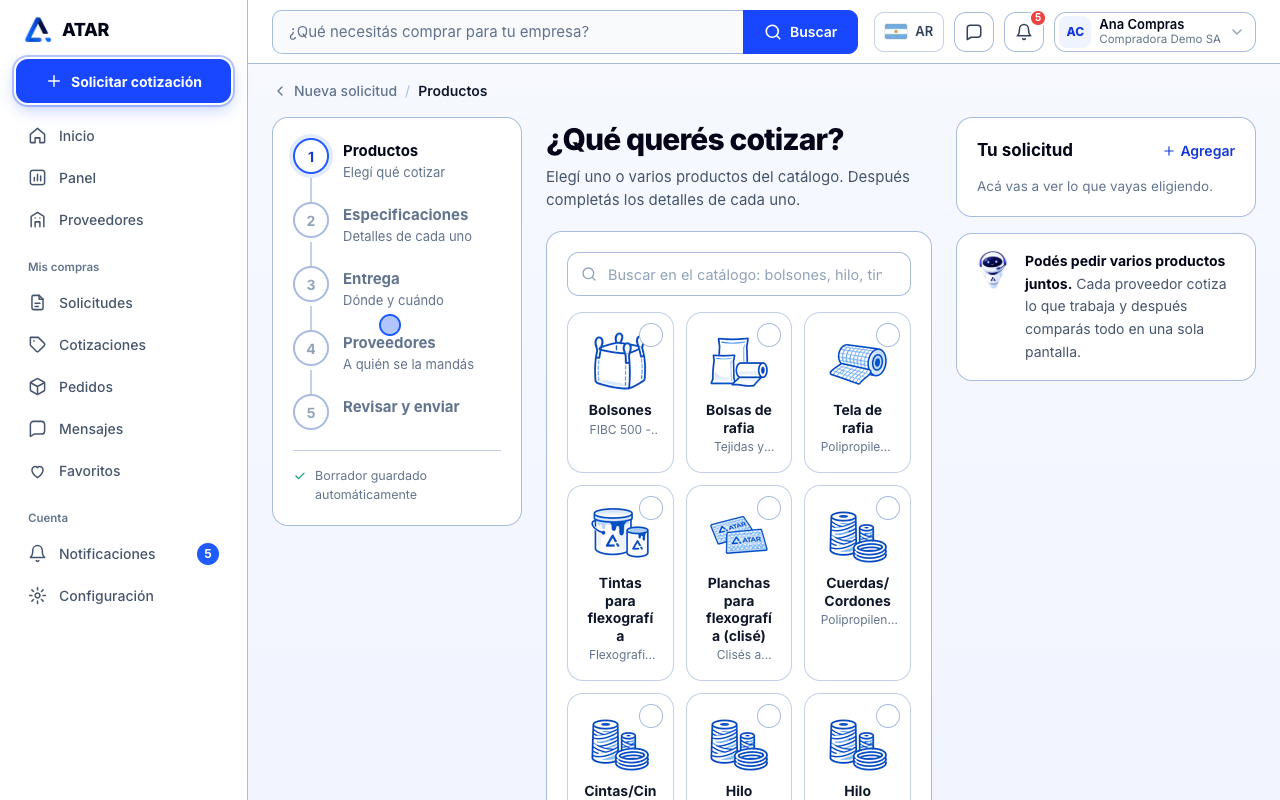 ATAR
¿Qué necesitás comprar para tu empresa?
Buscar
AR
5
AC
Ana Compras
Compradora Demo SA
Solicitar cotización
Inicio
Panel
Proveedores
Mis compras
Solicitudes
Cotizaciones
Pedidos
Mensajes
Favoritos
Cuenta
Notificaciones
5
Configuración
Nueva solicitud / Productos
1
Productos
Elegí qué cotizar
2
Especificaciones
Detalles de cada uno
3
Entrega
Dónde y cuándo
4
Proveedores
A quién se la mandás
5
Revisar y enviar
Borrador guardado
automáticamente
¿Qué querés cotizar?
Elegí uno o varios productos del catálogo. Después
completás los detalles de cada uno.
Buscar en el catálogo: bolsones, hilo, tin
Bolsones
FIBC 500 -..
Bolsas de
rafia
Tejidas y...
Tela de
rafia
Polipropile...
Tintas
para
flexografí
a
Flexografi...
ATAR
ATAR
Planchas
para
flexografí
a (clisé)
Clisés a...
Cuerdas/
Cordones
Polipropilen...
Cintas/Cin
Hilo
Hilo
Tu solicitud
Agregar
Acá vas a ver lo que vayas eligiendo.
Podés pedir varios productos
juntos. Cada proveedor cotiza
lo que trabaja y después
comparás todo en una sola
pantalla.